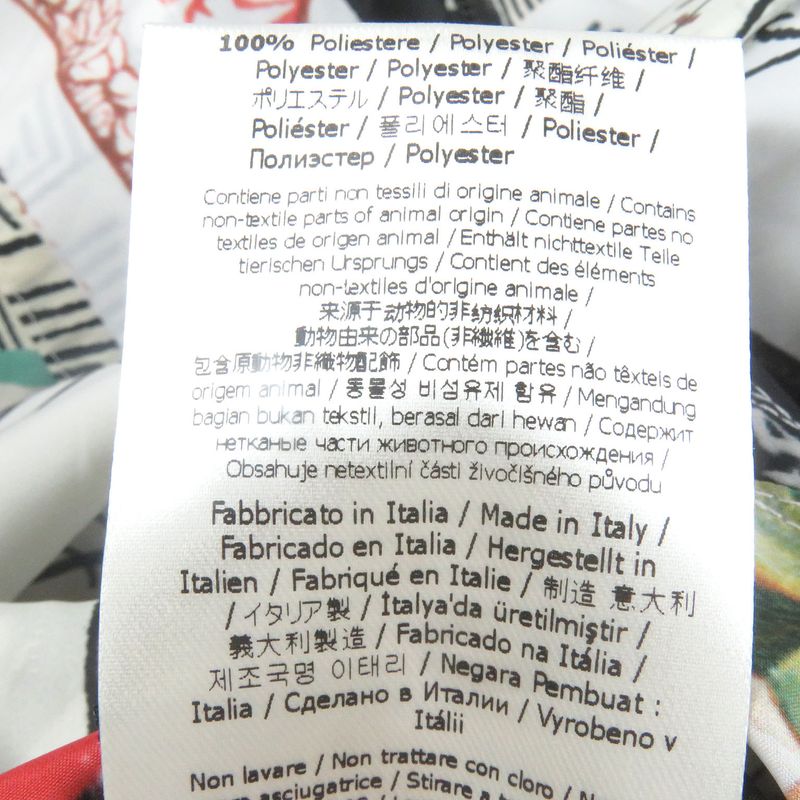 100% Poliestere / Polyester / Poliéster /
Polyester / Polyester / 聚酯纤维 /
ポリエステル / Polyester / 聚酯 /
Poliéster / 폴리에스터 / Poliester /
Полиэстер / Polyester
Contiene parti non tessili di origine animale / Contains
non-textile parts of animal origin / Contiene partes no
textiles de origen animal / Enthält nichttextile Teile
tierischen Ursprungs / Contient des éléments
non-textiles d'origine animale /
来源于动物的非纺织材料 /
動物由来の部品(非繊維)を含む /
包含原動物非織物配飾 / Contém partes não têxteis de
origem animal / 동물성 비섬유제 함유 / Mengandung
bagian bukan tekstil, berasal dari hewan / Содержит
нетканые части животного происхождения /
Obsahuje netextilní části živočišného původu
Fabbricato in Italia / Made in Italy /
Fabricado en Italia / Hergestellt in
Italien / Fabriqué en Italie / 制造 意大利
/ イタリア製 / İtalya'da üretilmiştir /
義大利製造 / Fabricado na Itália /
제조국명 이태리 / Negara Pembuat :
Italia / Сделано в Италии / Vyrobeno v
Itálii
Non lavare / Non trattare con cloro /
asciugatrice / Stirare a